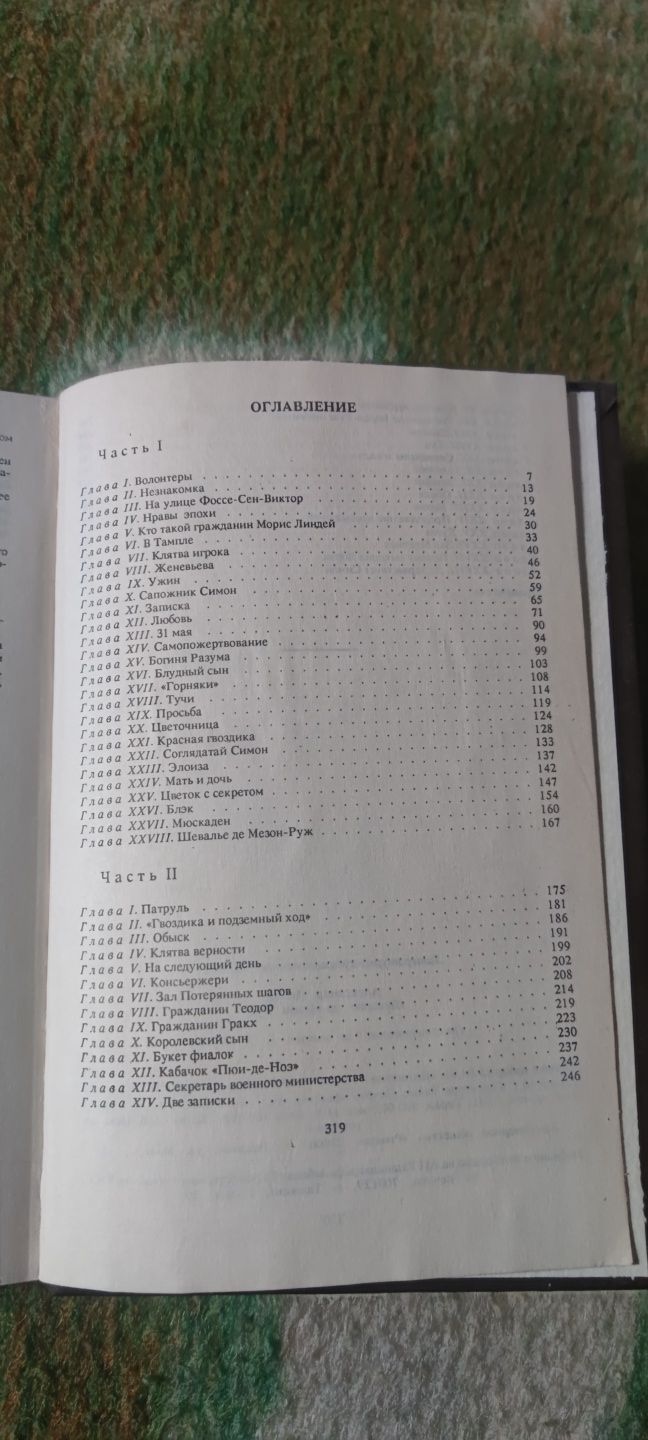 ОГЛАВЛЕНИЕ
Часть I
Глава I. Волонтеры 7
Глава II. Незнакомка 13
Глава III. На улице Фоссе-Сен-Виктор 19
Глава IV. Нравы эпохи 24
Глава V. Кто такой гражданин Морис Линдей 30
Глава VI. В Тампле 33
Глава VII. Клятва игрока 40
Глава VIII. Женевьева 46
Глава IX. Ужин 52
Глава X. Сапожник Симон 59
Глава XI. Записка 65
Глава XII. Любовь 71
Глава XIII. 31 мая 90
Глава XIV. Самопожертвование 94
Глава XV. Богиня Разума 99
Глава XVI. Блудный сын 103
Глава XVII. «Горняки» 108
Глава XVIII. Тучи 114
Глава XIX. Просьба 119
Глава XX. Цветочница 124
Глава XXI. Красная гвоздика 128
Глава XXII. Соглядатай Симон 133
Глава XXIII. Элоиза 137
Глава XXIV. Мать и дочь 142
Глава XXV. Цветок с секретом 147
Глава XXVI. Блэк 154
Глава XXVII. Мюскаден 160
Глава XXVIII. Шевалье де Мезон-Руж 167
Часть II
Глава I. Патруль 175
Глава II. «Гвоздика и подземный ход» 181
Глава III. Обыск 186
Глава IV. Клятва верности 191
Глава V. На следующий день 199
Глава VI. Консьержери 202
Глава VII. Зал Потерянных шагов 208
Глава VIII. Гражданин Теодор 214
Глава IX. Гражданин Гракх 219
Глава X. Королевский сын 223
Глава XI. Букет фиалок 230
Глава XII. Кабачок «Пюи-де-Ноэ» 237
Глава XIII. Секретарь военного министерства 242
Глава XIV. Две записки 246
319